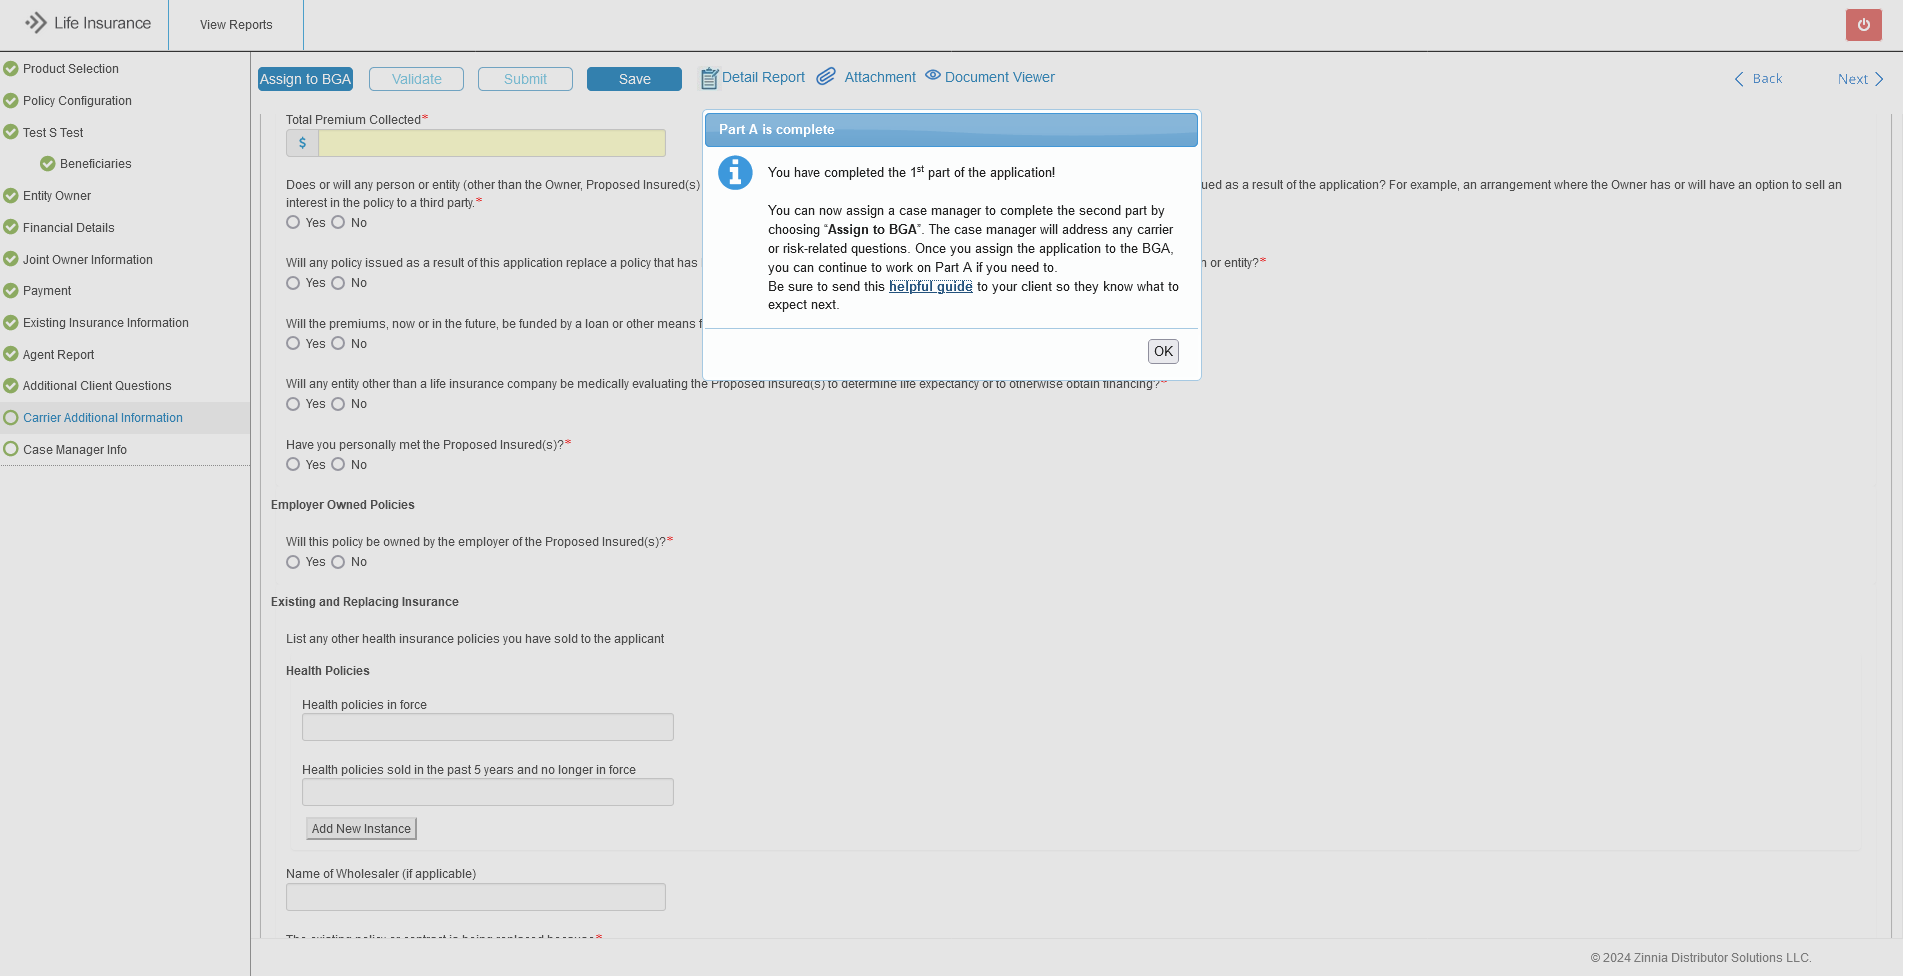 Life Insurance
View Reports
Product Selection
Policy Configuration
Test S Test
Beneficiaries
Entity Owner
Financial Details
Joint Owner Information
Payment
Existing Insurance Information
Agent Report
Additional Client Questions
Carrier Additional Information
Case Manager Info
Assign to BGA
Validate
Submit
Save
Detail Report
Attachment
Document Viewer
Back
Next
Total Premium Collected*
$
Does or will any person or entity (other than the Owner, Proposed Insured(s)
ued as a result of the application? For example, an arrangement where the Owner has or will have an option to sell an
interest in the policy to a third party.*
Yes No
Will any policy issued as a result of this application replace a policy that has
n or entity?*
Yes No
Will the premiums, now or in the future, be funded by a loan or other means f
Yes No
Will any entity other than a life insurance company be medically evaluating the Proposed Insured(s) to determine life expectancy or to otherwise obtain financing?*
Yes No
Have you personally met the Proposed Insured(s)?*
Yes No
Employer Owned Policies
Will this policy be owned by the employer of the Proposed Insured(s)?*
Yes No
Existing and Replacing Insurance
List any other health insurance policies you have sold to the applicant
Health Policies
Health policies in force
Health policies sold in the past 5 years and no longer in force
Add New Instance
Name of Wholesaler (if applicable)
The existing policy or contract is being replaced because*
Part A is complete
You have completed the 1st part of the application!
You can now assign a case manager to complete the second part by
choosing “Assign to BGA”. The case manager will address any carrier
or risk-related questions. Once you assign the application to the BGA,
you can continue to work on Part A if you need to.
Be sure to send this helpful guide to your client so they know what to
expect next.
OK
© 2024 Zinnia Distributor Solutions LLC.